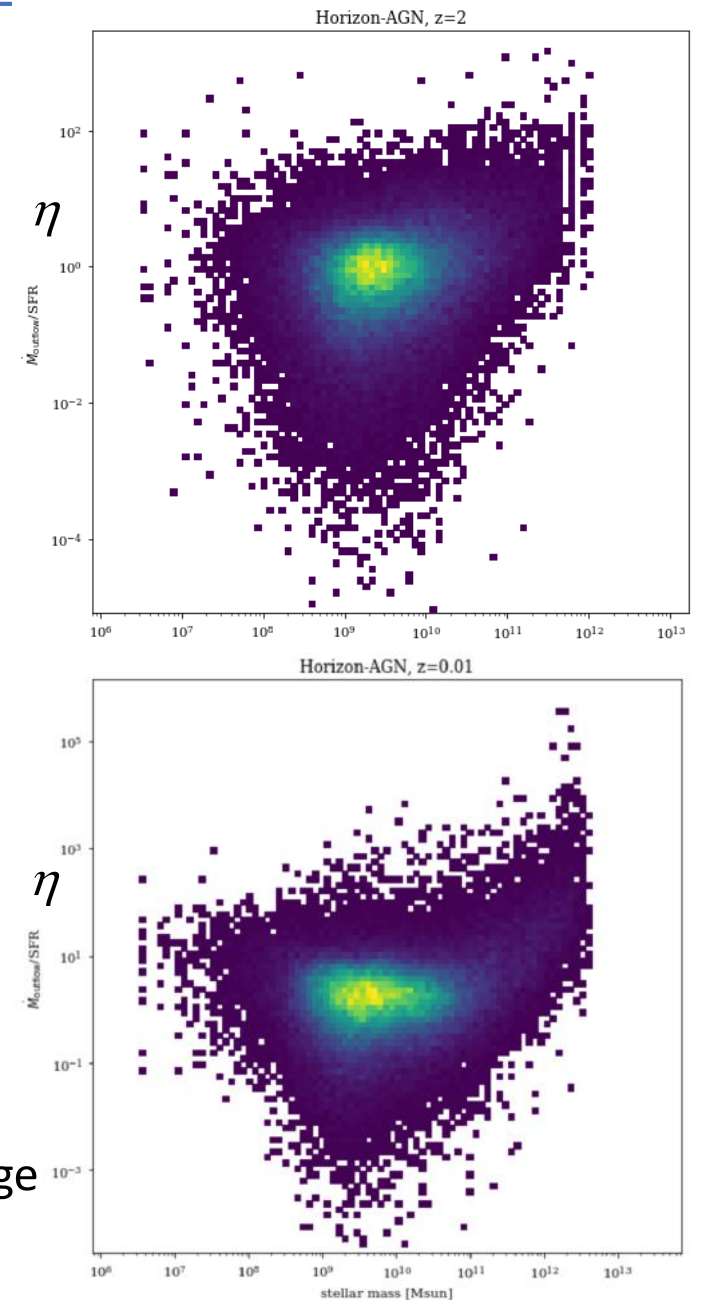 Horizon-AGN, z=2
10²
η
10⁰
Ṁoutflow/SFR
10⁻²
10⁻⁴
10⁶ 10⁷ 10⁸ 10⁹ 10¹⁰ 10¹¹ 10¹² 10¹³
Horizon-AGN, z=0.01
10⁵
10³
η
10¹
Ṁoutflow/SFR
10⁻¹
ge
10⁻³
10⁶ 10⁷ 10⁸ 10⁹ 10¹⁰ 10¹¹ 10¹² 10¹³
stellar mass [Msun]